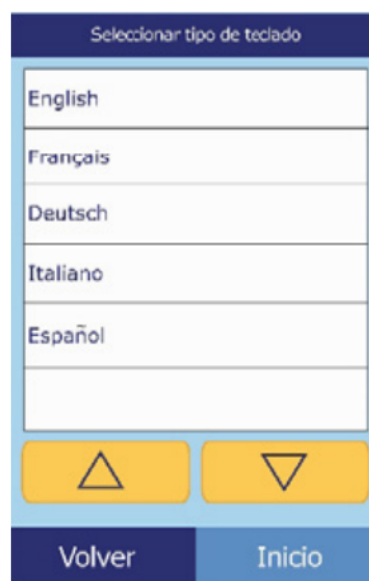 Seleccionar tipo de teclado
English
Français
Deutsch
Italiano
Español
Volver Inicio